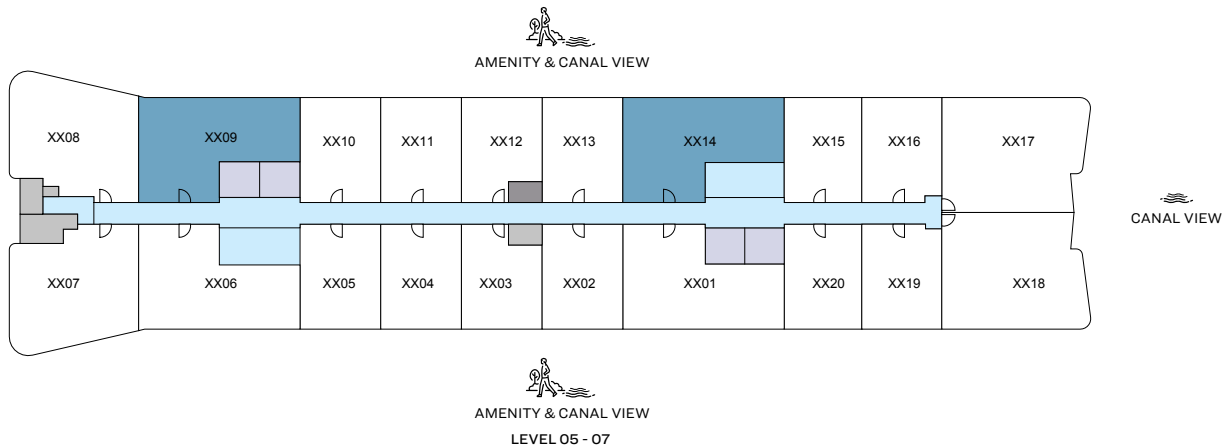 AMENITY & CANAL VIEW
XX08 XX09 XX10 XX11 XX12 XX13 XX14 XX15 XX16 XX17
CANAL VIEW
XX07 XX06 XX05 XX04 XX03 XX02 XX01 XX20 XX19 XX18
AMENITY & CANAL VIEW
LEVEL 05 - 07